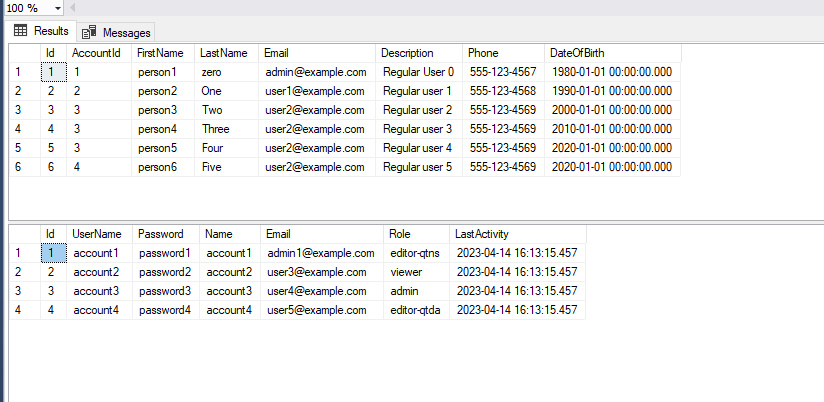 100 %
Results Messages
Id AccountId FirstName LastName Email Description Phone DateOfBirth
1 1 1 person1 zero admin@example.com Regular User 0 555-123-4567 1980-01-01 00:00:00.000
2 2 2 person2 One user1@example.com Regular user 1 555-123-4568 1990-01-01 00:00:00.000
3 3 3 person3 Two user2@example.com Regular user 2 555-123-4569 2000-01-01 00:00:00.000
4 4 3 person4 Three user2@example.com Regular user 3 555-123-4569 2010-01-01 00:00:00.000
5 5 3 person5 Four user2@example.com Regular user 4 555-123-4569 2020-01-01 00:00:00.000
6 6 4 person6 Five user2@example.com Regular user 5 555-123-4569 2020-01-01 00:00:00.000
Id UserName Password Name Email Role LastActivity
1 1 account1 password1 account1 admin1@example.com editor-qtns 2023-04-14 16:13:15.457
2 2 account2 password2 account2 user3@example.com viewer 2023-04-14 16:13:15.457
3 3 account3 password3 account3 user4@example.com admin 2023-04-14 16:13:15.457
4 4 account4 password4 account4 user5@example.com editor-qtda 2023-04-14 16:13:15.457